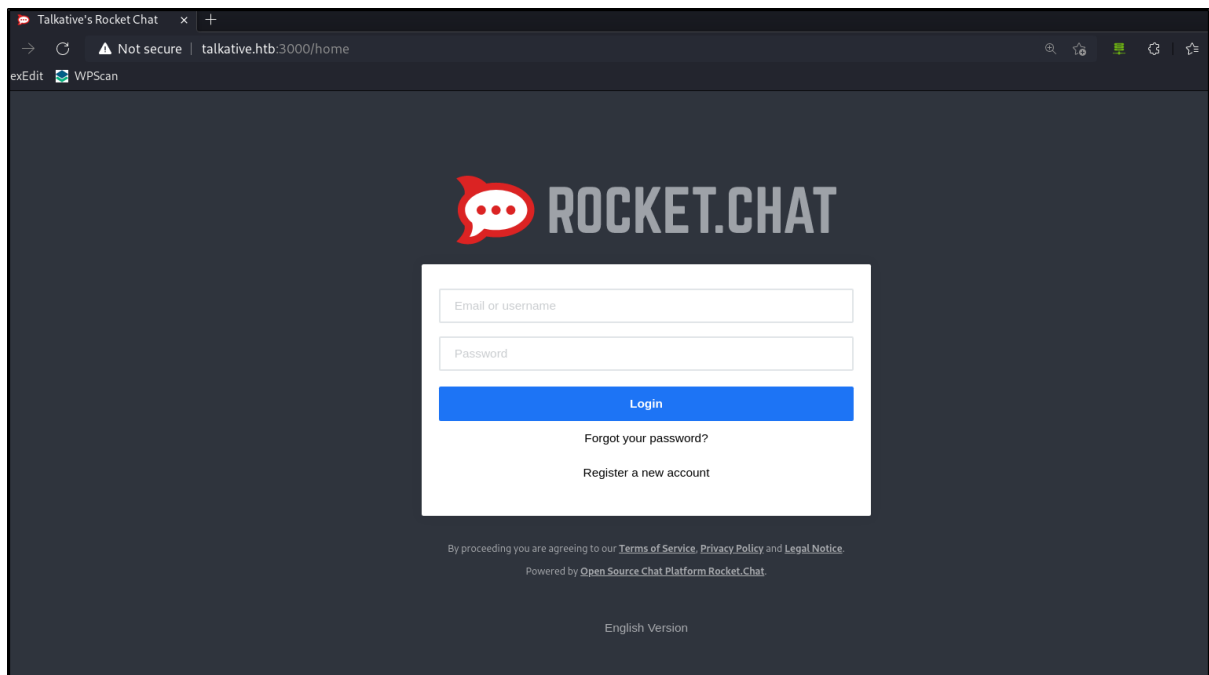 Talkative's Rocket Chat
Not secure | talkative.htb:3000/home
exEdit WPScan
ROCKET.CHAT
Email or username
Password
Login
Forgot your password?
Register a new account
By proceeding you are agreeing to our Terms of Service, Privacy Policy and Legal Notice.
Powered by Open Source Chat Platform Rocket.Chat.
English Version